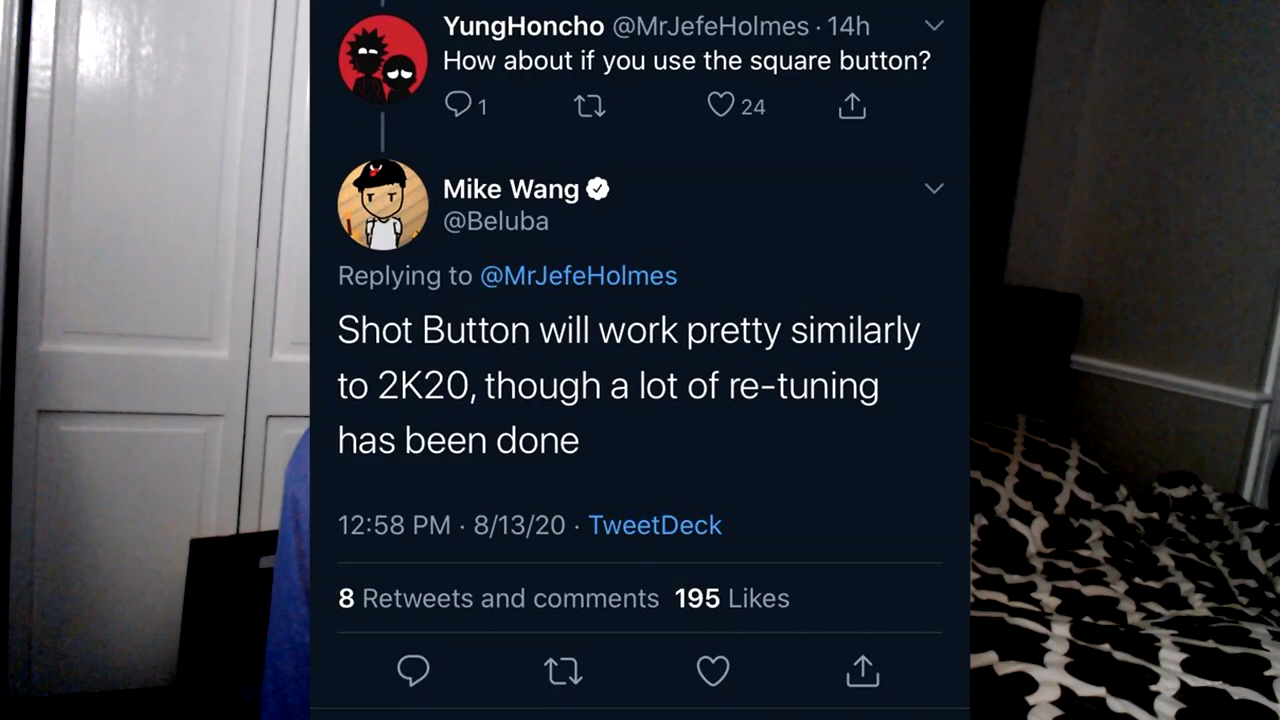 YungHoncho @MrJefeHolmes · 14h
How about if you use the square button?
1 24
Mike Wang
@Beluba
Replying to @MrJefeHolmes
Shot Button will work pretty similarly
to 2K20, though a lot of re-tuning
has been done
12:58 PM · 8/13/20 · TweetDeck
8 Retweets and comments 195 Likes